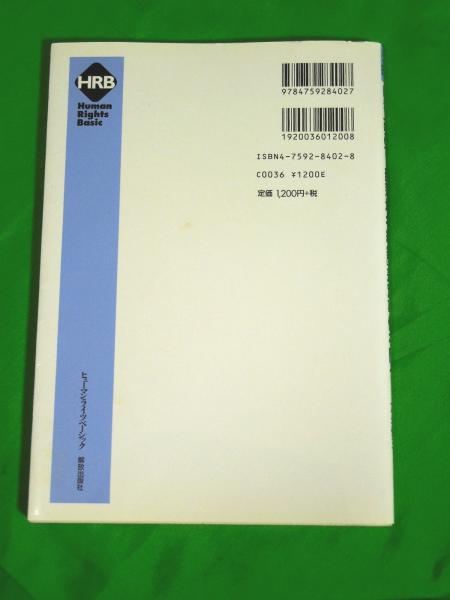 HRB
Human
Rights
Basic
9784759284027
1920036012008
ISBN4-7592-8402-8
C0036 ¥1200E
定価 1,200円+税
ヒューマンライツベーシック
解放出版社